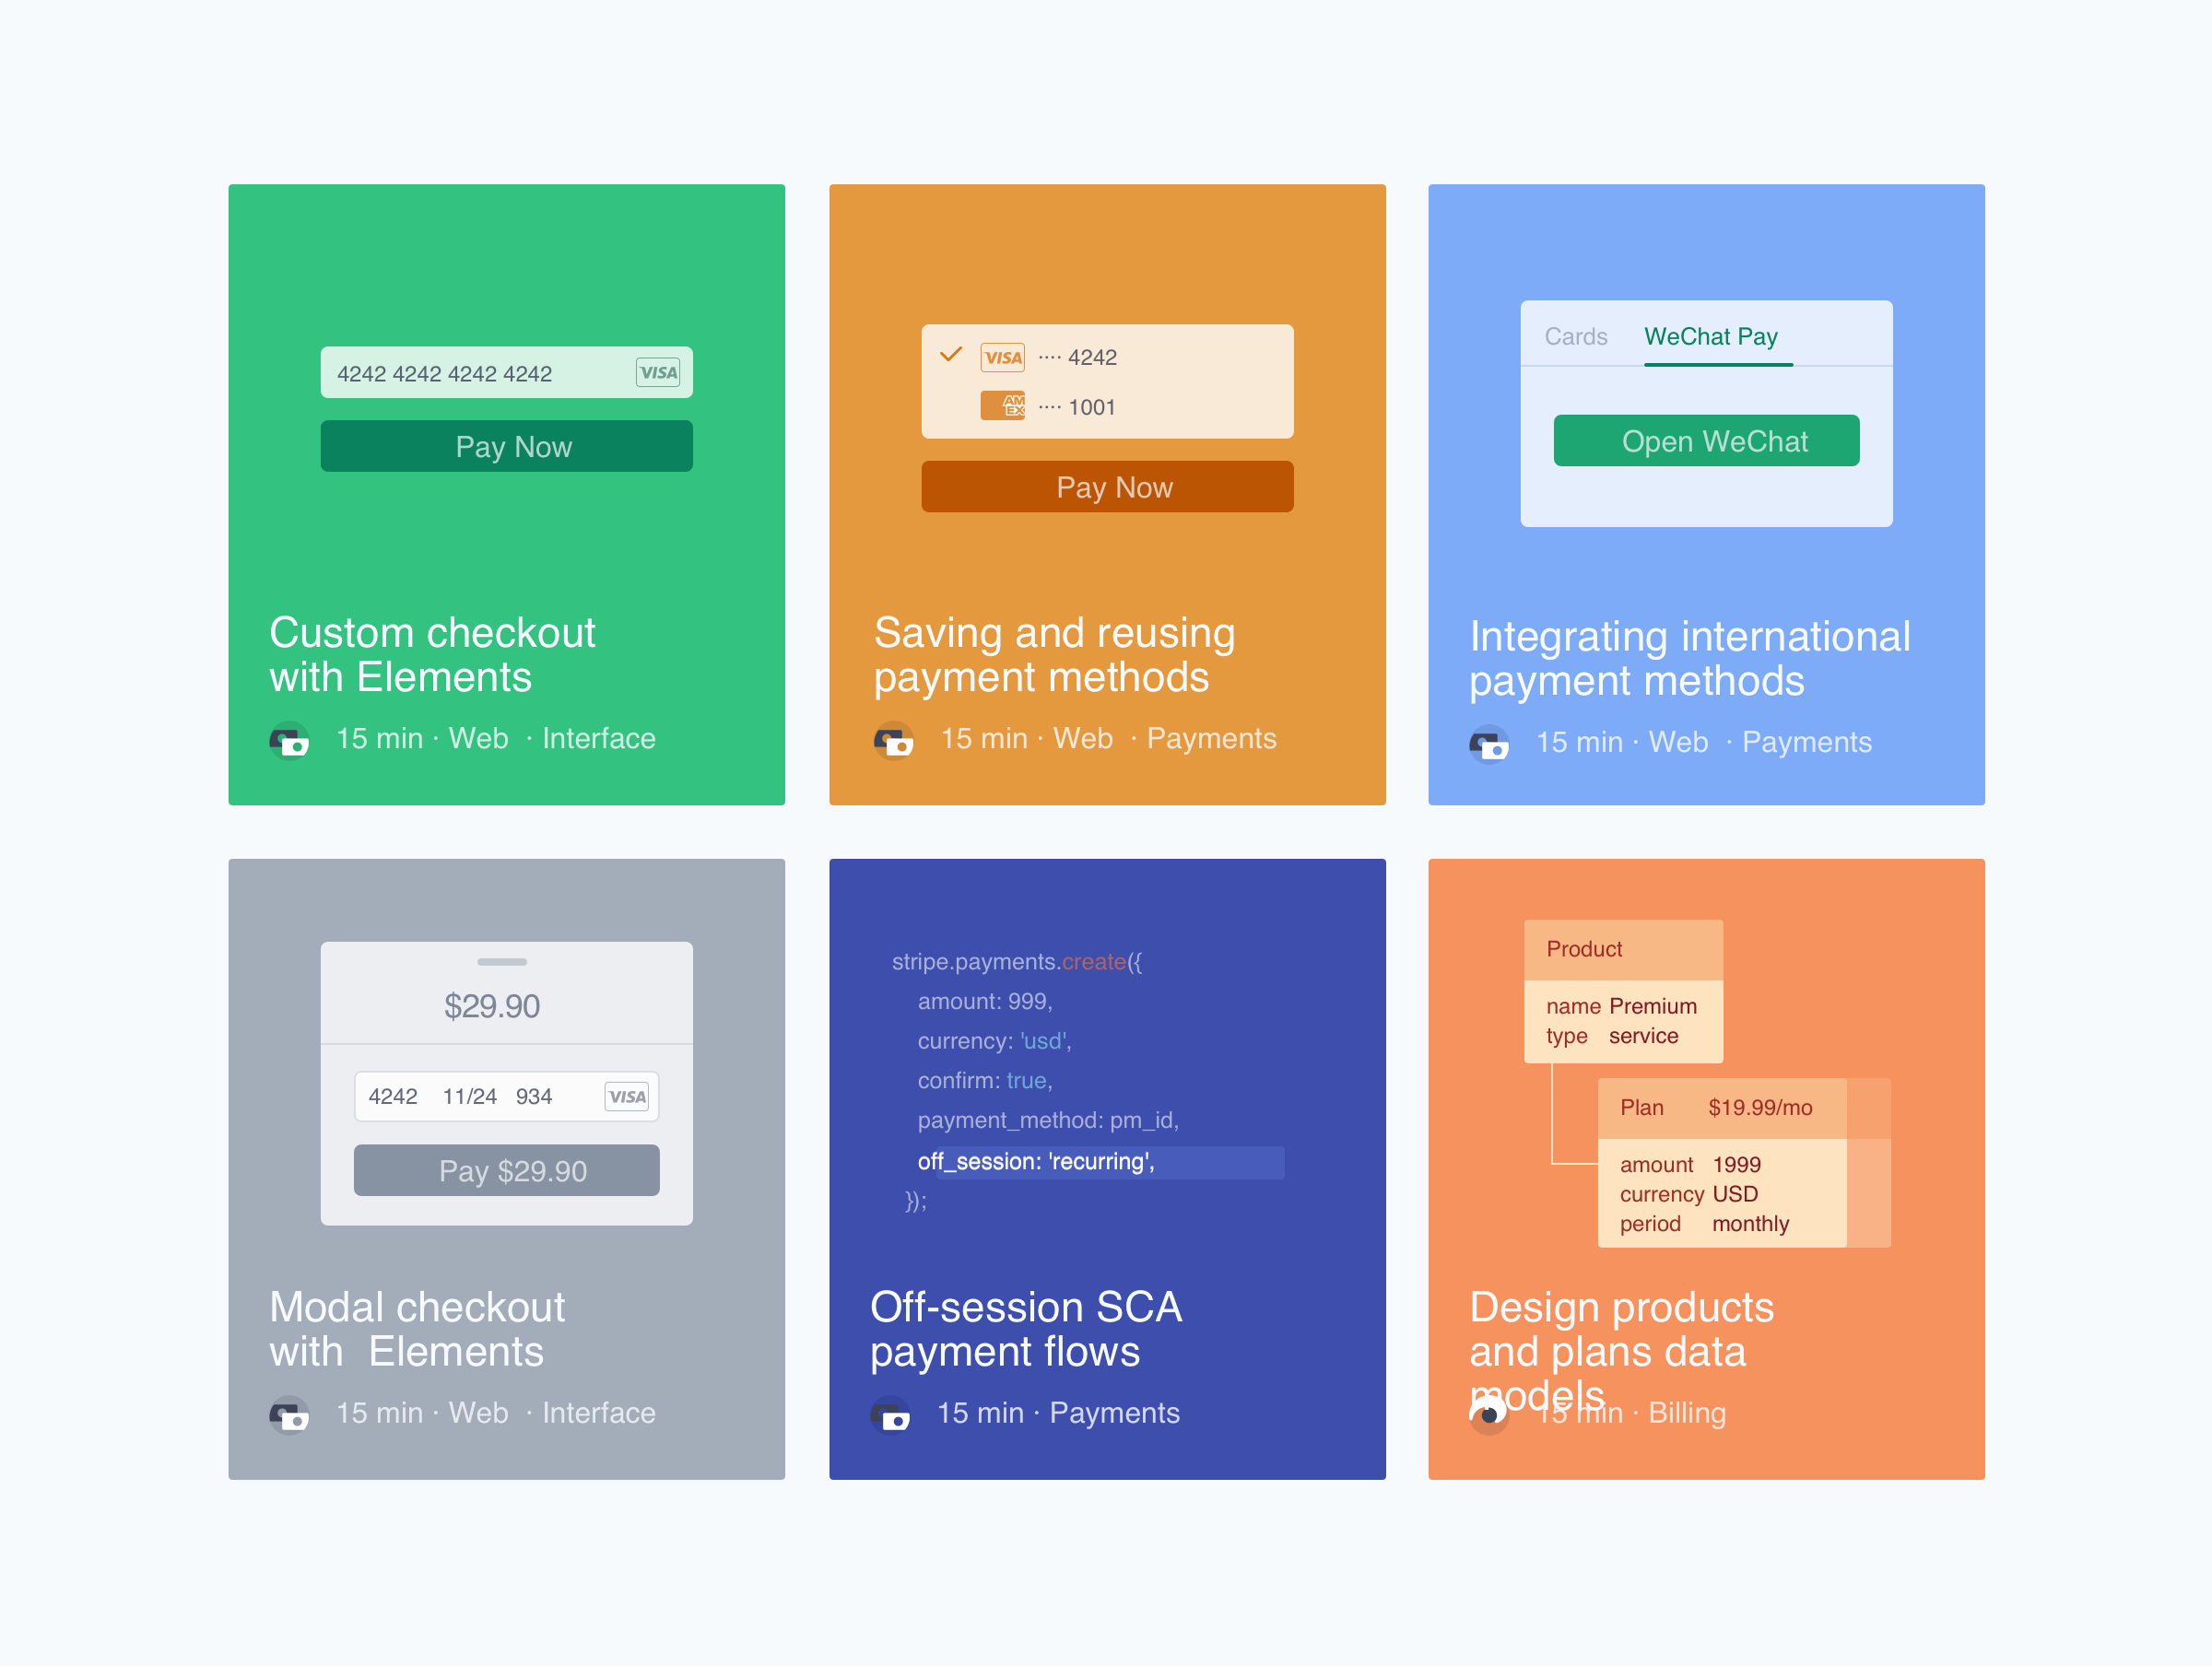 4242 4242 4242 4242 VISA
Pay Now
Custom checkout
with Elements
15 min · Web · Interface
VISA ···· 4242
AM
EX ···· 1001
Pay Now
Saving and reusing
payment methods
15 min · Web · Payments
Cards WeChat Pay
Open WeChat
Integrating international
payment methods
15 min · Web · Payments
$29.90
4242 11/24 934 VISA
Pay $29.90
Modal checkout
with  Elements
15 min · Web · Interface
stripe.payments.create({
amount: 999,
currency: 'usd',
confirm: true,
payment_method: pm_id,
off_session: 'recurring',
});
Off-session SCA
payment flows
15 min · Payments
Product
name Premium
type service
Plan $19.99/mo
amount 1999
currency USD
period monthly
Design products
and plans data
models
15 min · Billing